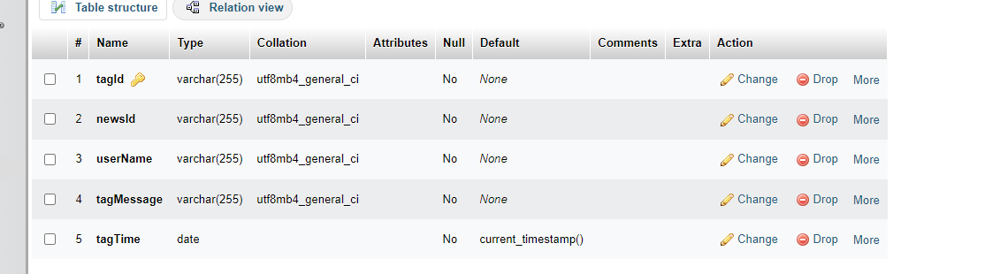 Table structure Relation view
# Name Type Collation Attributes Null Default Comments Extra Action
1 tagId varchar(255) utf8mb4_general_ci No None Change Drop More
2 newsId varchar(255) utf8mb4_general_ci No None Change Drop More
3 userName varchar(255) utf8mb4_general_ci No None Change Drop More
4 tagMessage varchar(255) utf8mb4_general_ci No None Change Drop More
5 tagTime date No current_timestamp() Change Drop More